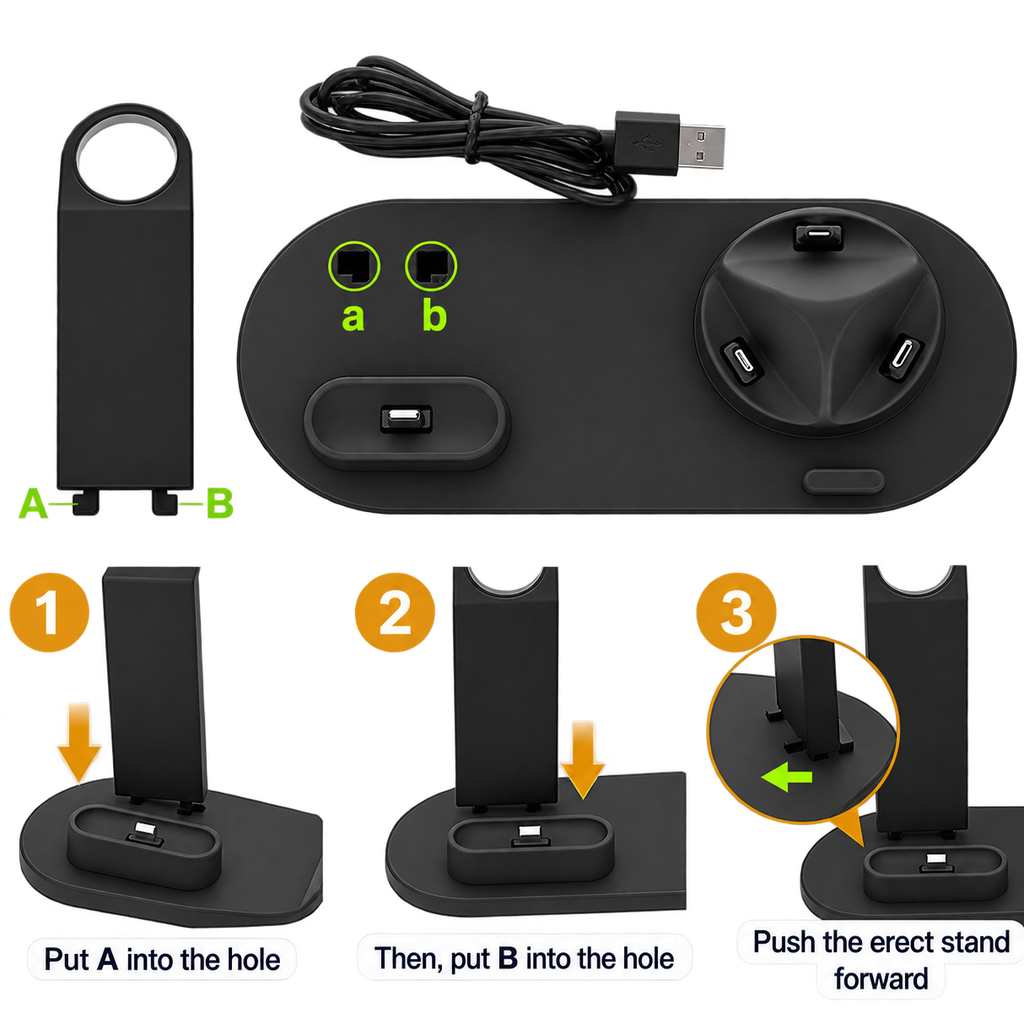 a
b
A
B
1
2
3
Put A into the hole
Then, put B into the hole
Push the erect stand
forward